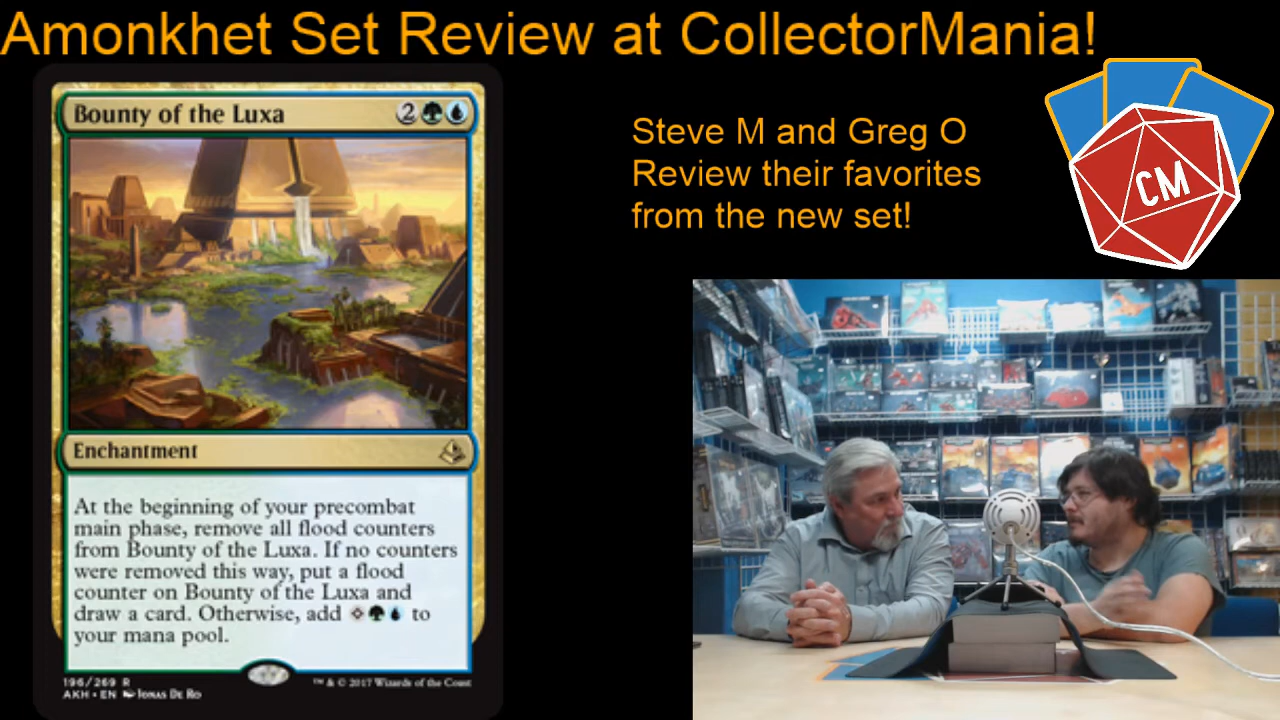 Amonkhet Set Review at CollectorMania!
Bounty of the Luxa 2
Steve M and Greg O
Review their favorites
from the new set!
CM
Enchantment
At the beginning of your precombat
main phase, remove all flood counters
from Bounty of the Luxa. If no counters
were removed this way, put a flood
counter on Bounty of the Luxa and
draw a card. Otherwise, add to
your mana pool.
196/269 R
AKH • EN Jonas De Ro
™ & © 2017 Wizards of the Coast